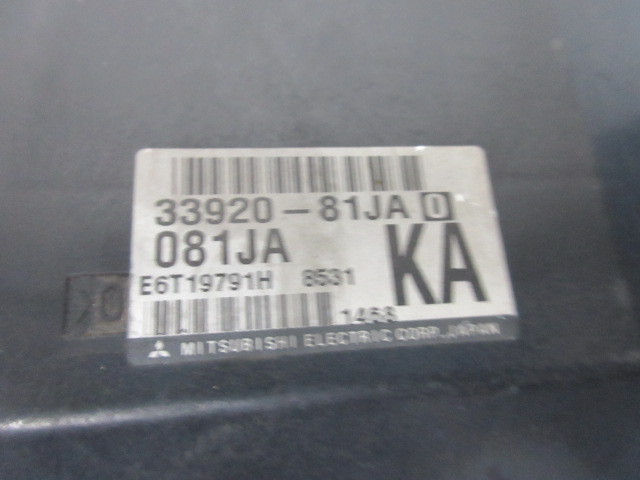 33920-81JA 0
081JA
KA
E6T19791H 8531
1468
MITSUBISHI ELECTRIC CORP. JAPAN